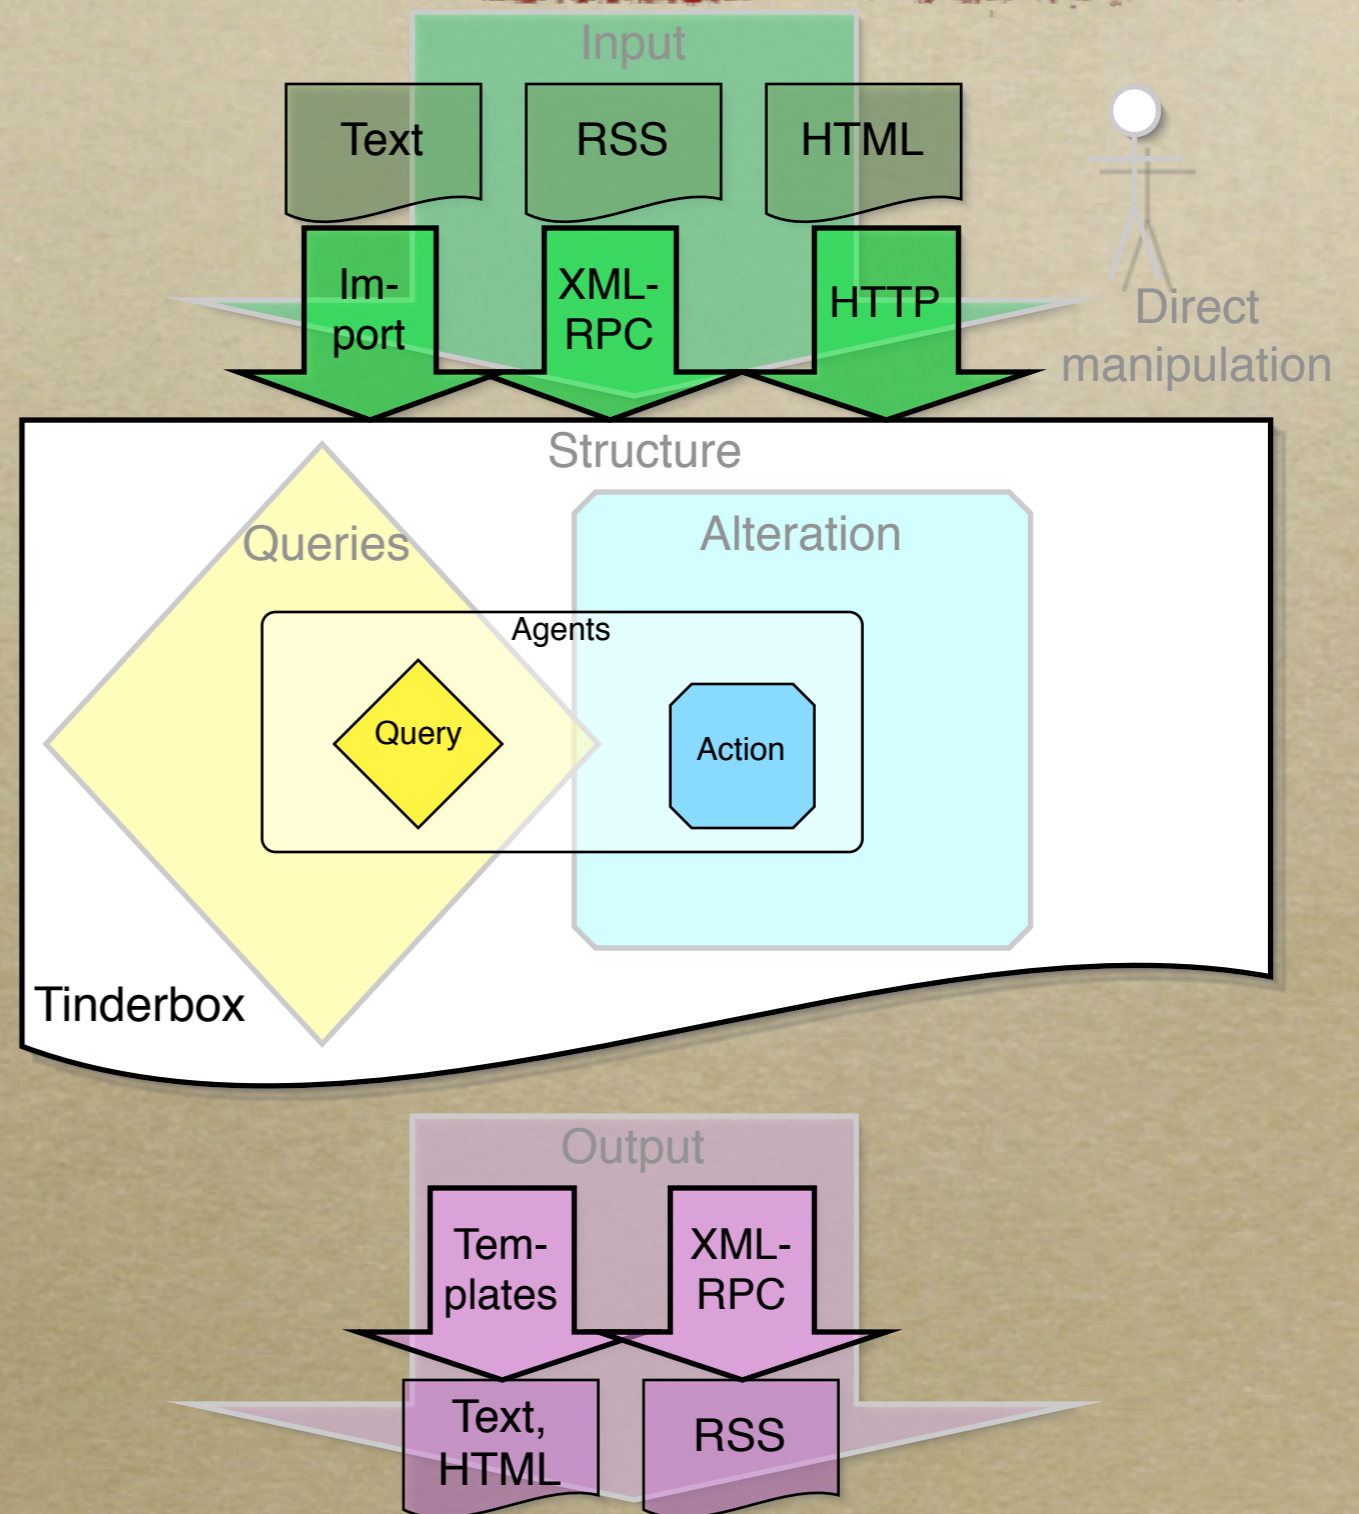 Input
Text
RSS
HTML
Im-
port
XML-
RPC
HTTP
Direct
manipulation
Structure
Queries
Alteration
Agents
Query
Action
Tinderbox
Output
Tem-
plates
XML-
RPC
Text,
HTML
RSS